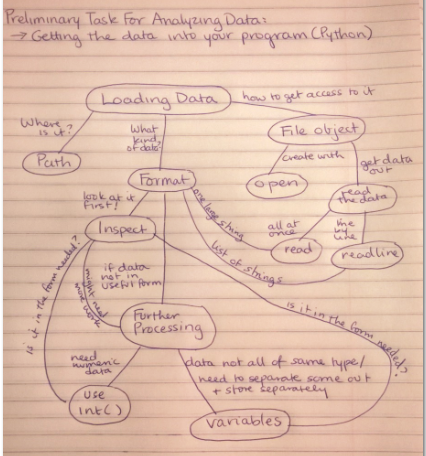 Preliminary Task For Analyzing Data:
→ Getting the data into your program (Python)
Loading Data
how to get access to it
Where
is it?
What
kind
of data?
File object
Path
create with
get data
out
Format
open
read
the data
look at it
first!
one long string
all at
once
line
by
line
Inspect
list of strings
read
readline
is it in the form needed?
might need
more work
if data
not in
useful form
is it in the form needed?
Further
Processing
need
numeric
data
data not all of same type/
need to separate some out
+ store separately
use
int()
variables